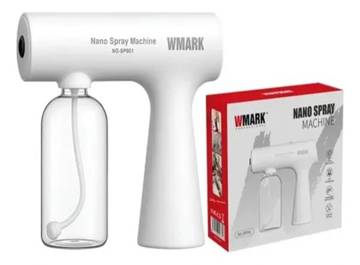 Nano Spray Machine
NO-SP801
WMARK
WMARK
NANO SPRAY
MACHINE